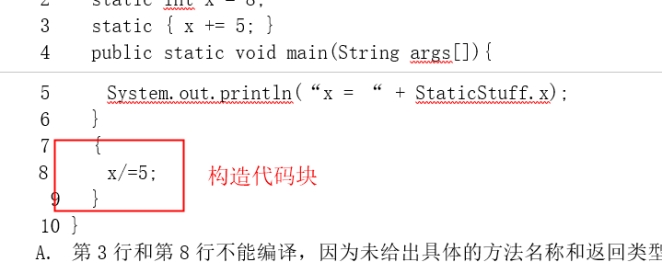 2 static int x = 8;
3 static { x += 5; }
4 public static void main(String args[]){
5 System.out.println(“x = “ + StaticStuff.x);
6 }
7 {
8 x/=5; 构造代码块
9 }
10 }
A. 第 3 行和第 8 行不能编译，因为未给出具体的方法名称和返回类型